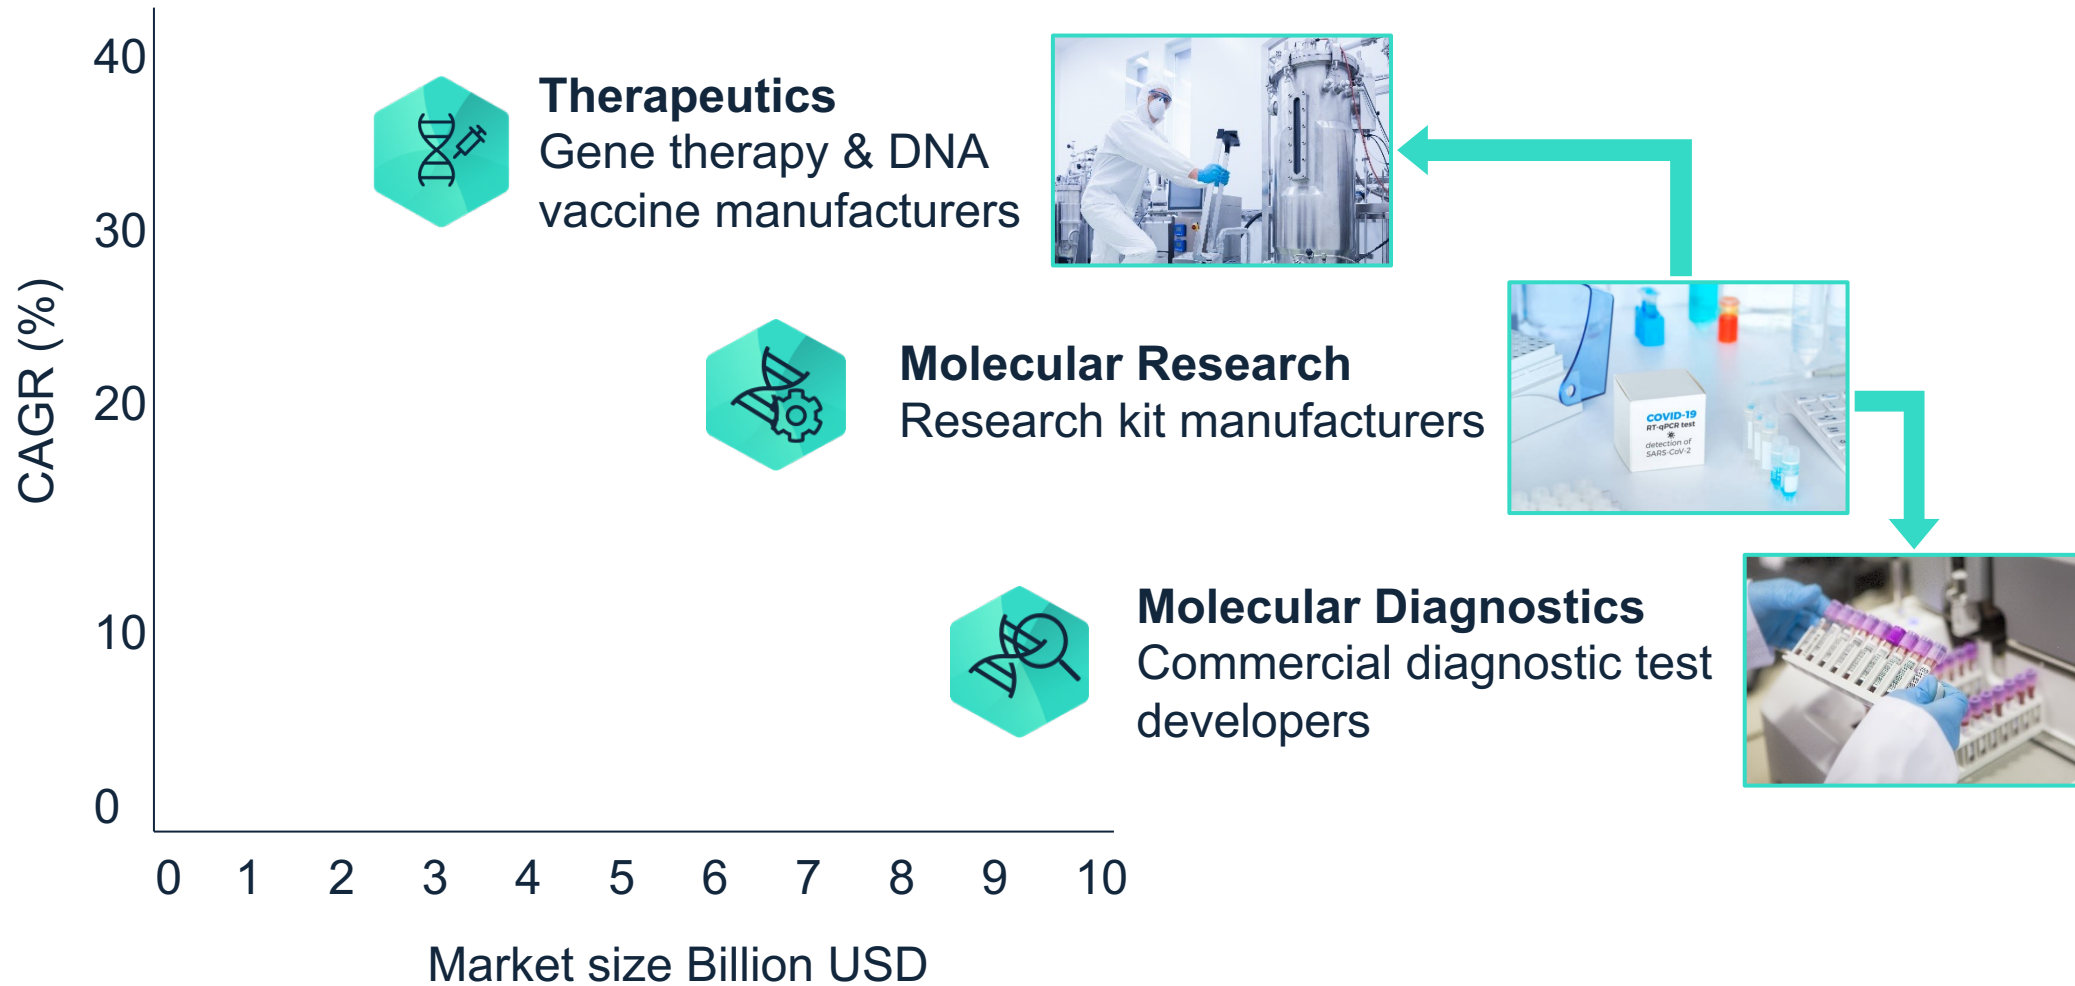 40
30
20
10
0
CAGR (%)
Therapeutics
Gene therapy & DNA
vaccine manufacturers
Molecular Research
Research kit manufacturers
COVID-19
RT-qPCR test
detection of
SARS-CoV-2
Molecular Diagnostics
Commercial diagnostic test
developers
0 1 2 3 4 5 6 7 8 9 10
Market size Billion USD